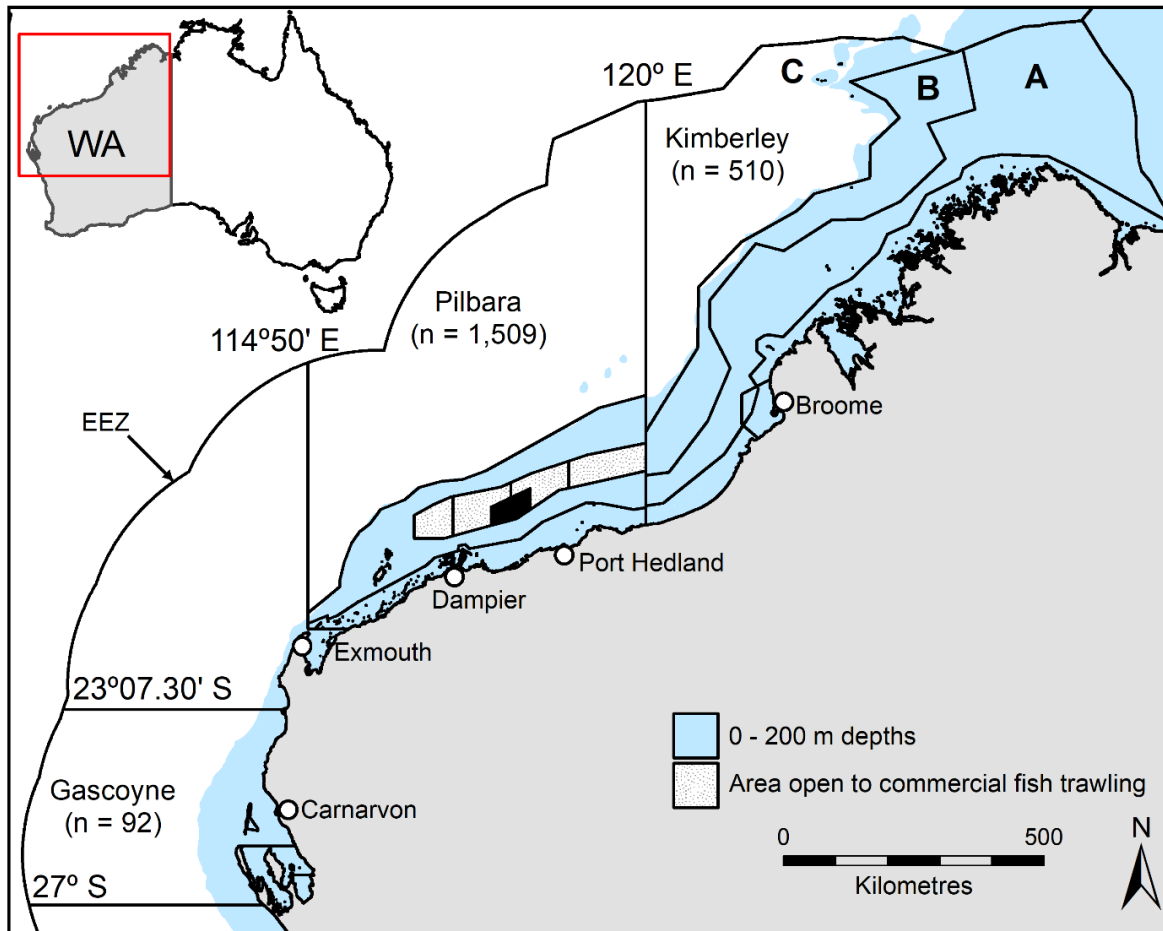 WA
120º E
C
B
A
Kimberley
(n = 510)
Pilbara
(n = 1,509)
114º50' E
EEZ
Broome
Port Hedland
Dampier
Exmouth
23º07.30' S
Gascoyne
(n = 92)
Carnarvon
27º S
0 - 200 m depths
Area open to commercial fish trawling
0 500
Kilometres
N